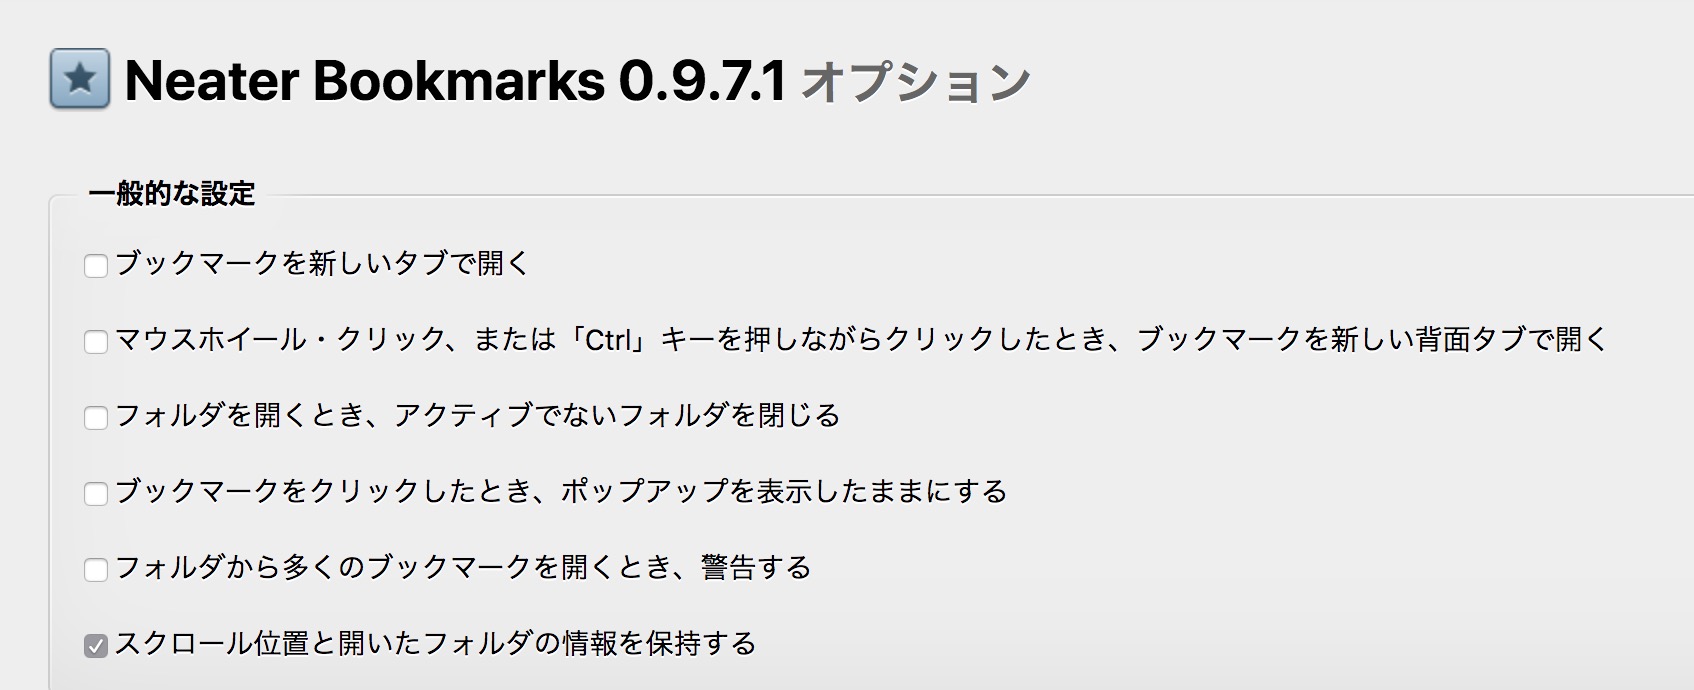 Neater Bookmarks 0.9.7.1 オプション
一般的な設定
ブックマークを新しいタブで開く
マウスホイール・クリック、または「Ctrl」キーを押しながらクリックしたとき、ブックマークを新しい背面タブで開く
フォルダを開くとき、アクティブでないフォルダを閉じる
ブックマークをクリックしたとき、ポップアップを表示したままにする
フォルダから多くのブックマークを開くとき、警告する
スクロール位置と開いたフォルダの情報を保持する